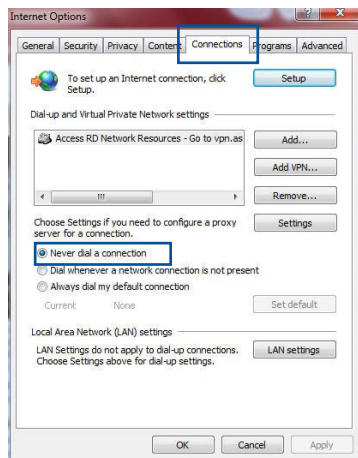 Internet Options
General Security Privacy Content Connections Programs Advanced
To set up an Internet connection, click
Setup.
Setup
Dial-up and Virtual Private Network settings
Access RD Network Resources - Go to vpn.as
Add...
Add VPN...
Remove...
Choose Settings if you need to configure a proxy
server for a connection.
Settings
Never dial a connection
Dial whenever a network connection is not present
Always dial my default connection
Current None
Set default
Local Area Network (LAN) settings
LAN Settings do not apply to dial-up connections.
Choose Settings above for dial-up settings.
LAN settings
OK Cancel Apply